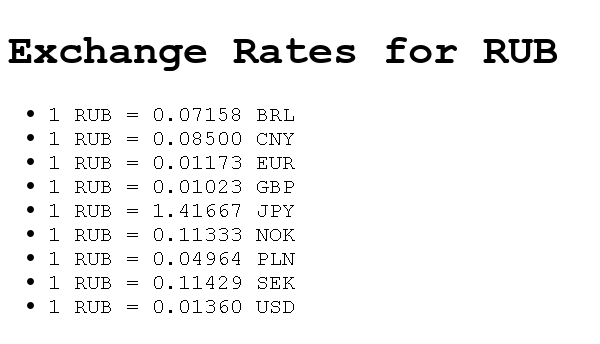 Exchange Rates for RUB
• 1 RUB = 0.07158 BRL
• 1 RUB = 0.08500 CNY
• 1 RUB = 0.01173 EUR
• 1 RUB = 0.01023 GBP
• 1 RUB = 1.41667 JPY
• 1 RUB = 0.11333 NOK
• 1 RUB = 0.04964 PLN
• 1 RUB = 0.11429 SEK
• 1 RUB = 0.01360 USD